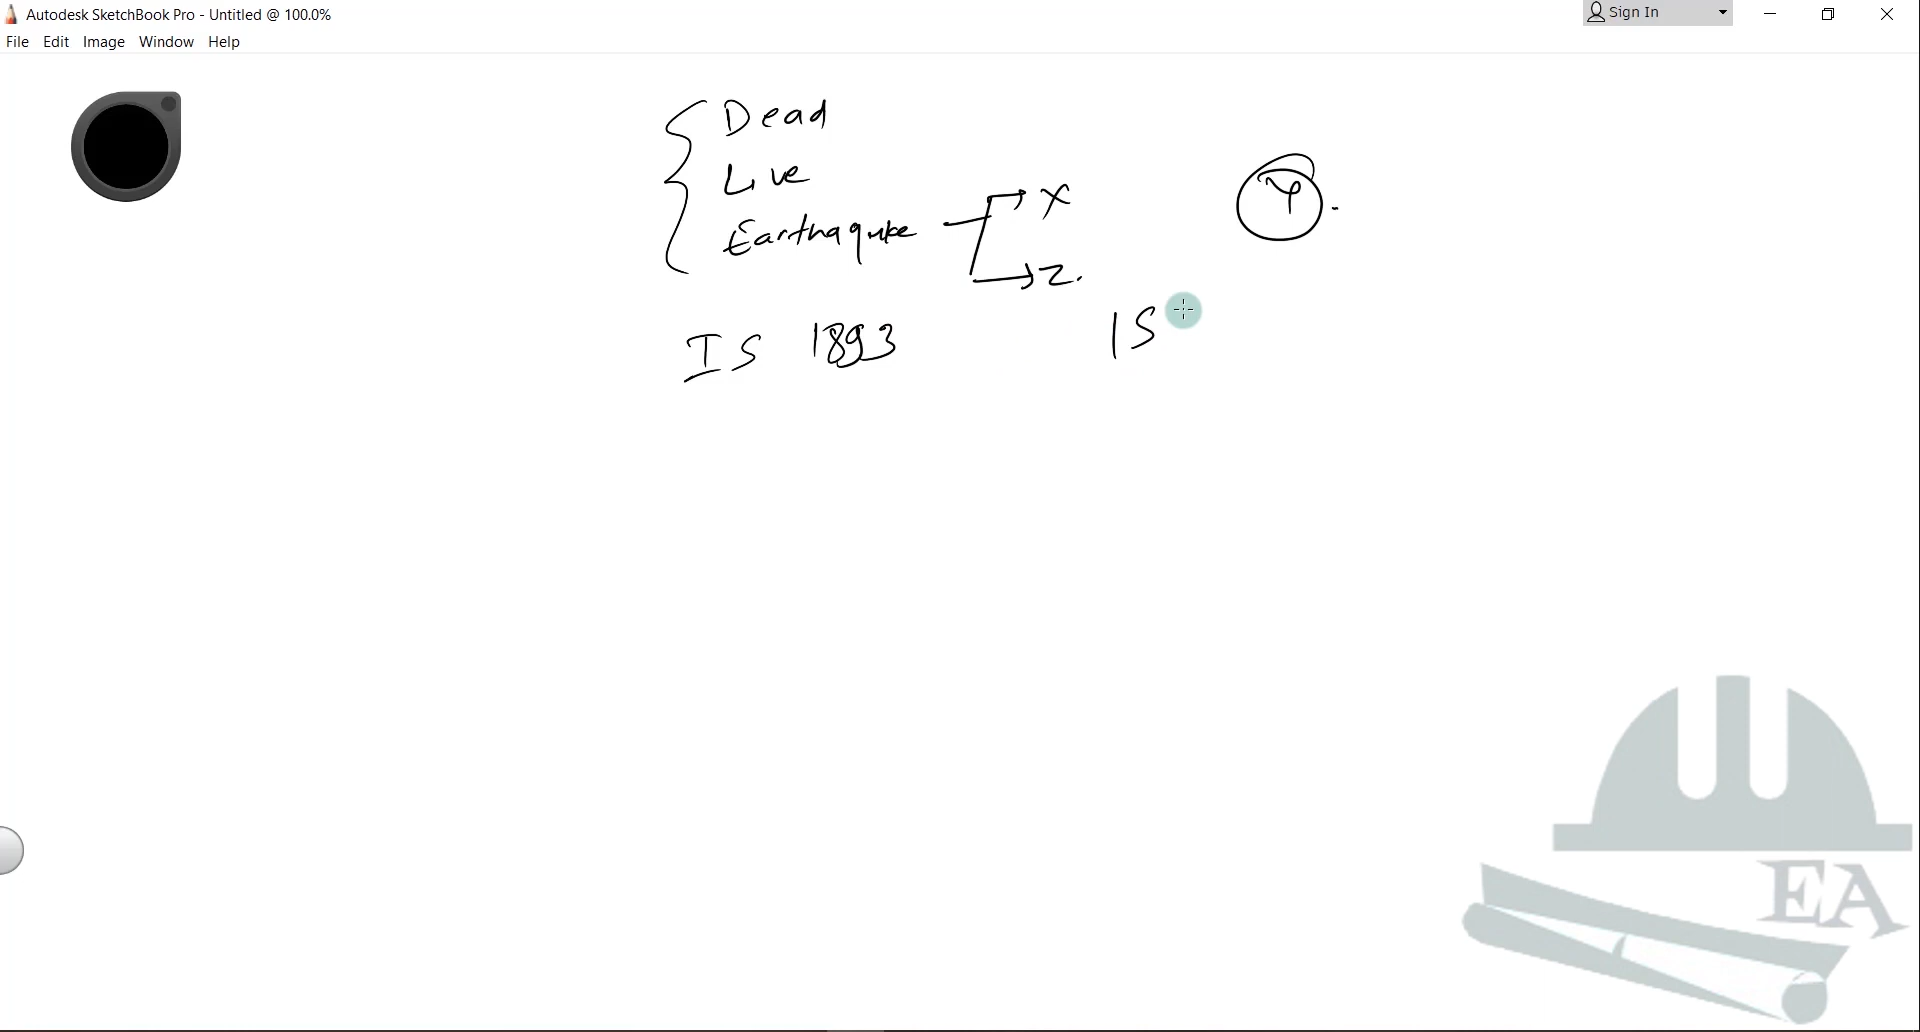 Autodesk SketchBook Pro - Untitled @ 100.0%
Sign In
File Edit Image Window Help
Dead
Live
Earthaquke
X
Z.
Y.
IS 1893
IS
EA